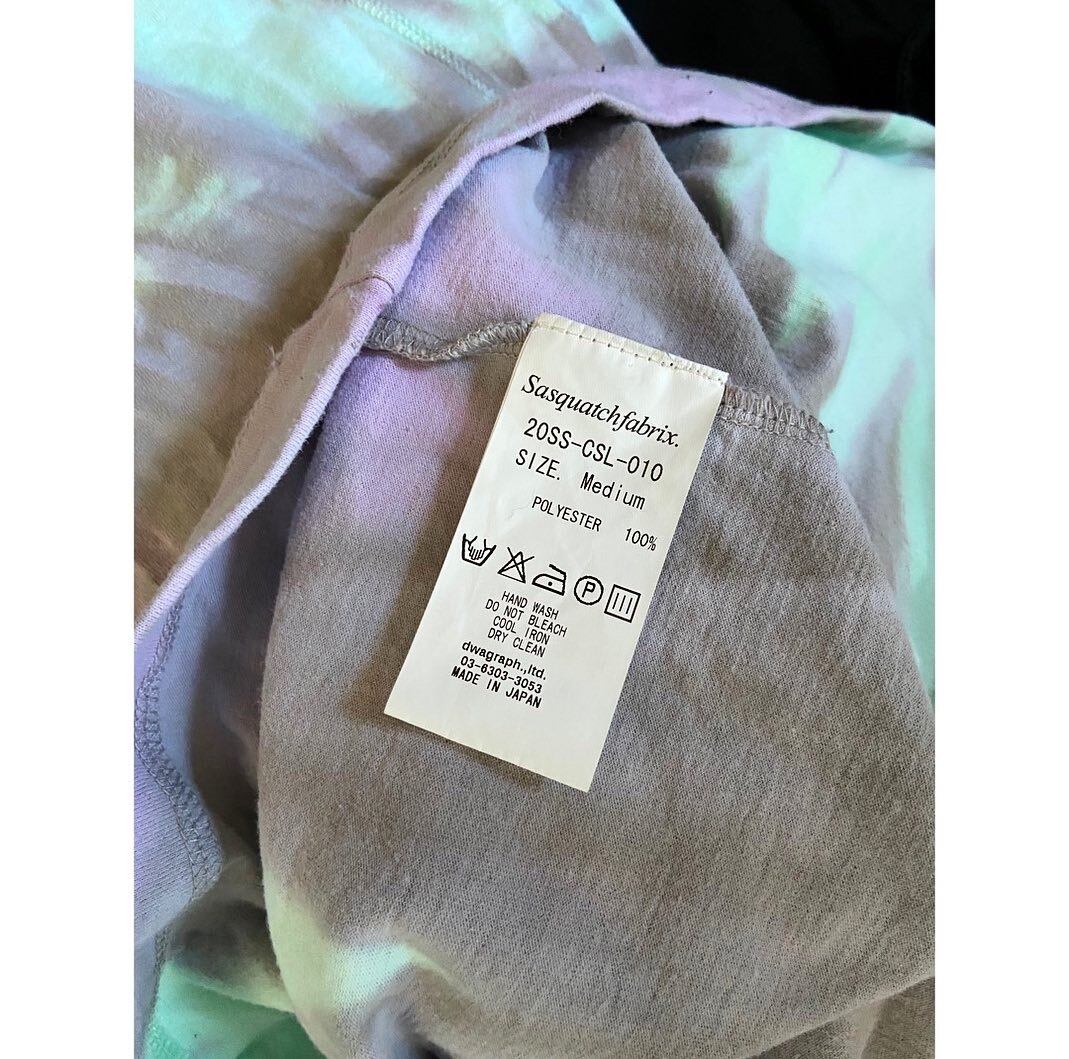 Sasquatchfabrix.
20SS-CSL-010
SIZE. Medium
POLYESTER 100%
P
HAND WASH
DO NOT BLEACH
COOL IRON
DRY CLEAN
dwagraph.,ltd.
03-6303-3053
MADE IN JAPAN